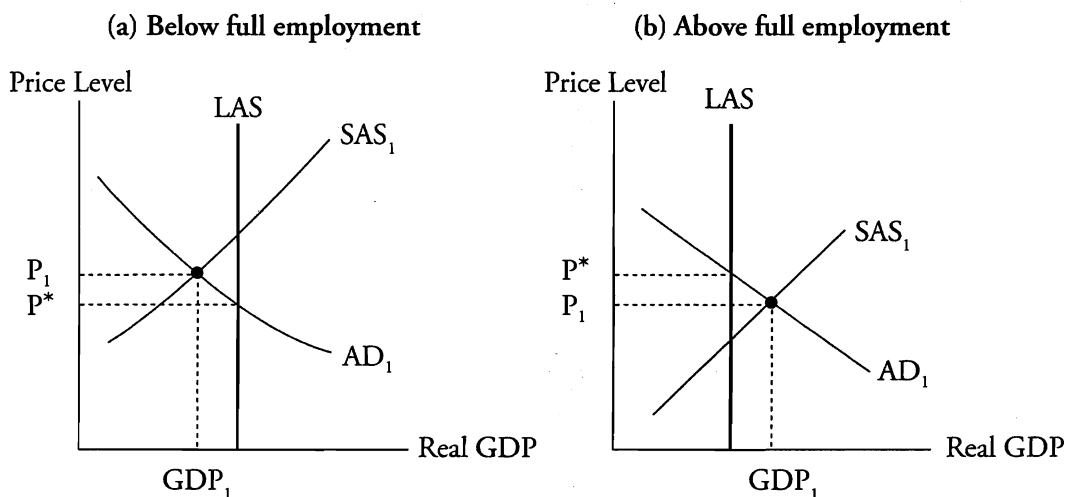 (a) Below full employment
Price Level
LAS
SAS₁
P₁
P*
AD₁
Real GDP
GDP₁
(b) Above full employment
Price Level
LAS
SAS₁
P*
P₁
AD₁
Real GDP
GDP₁